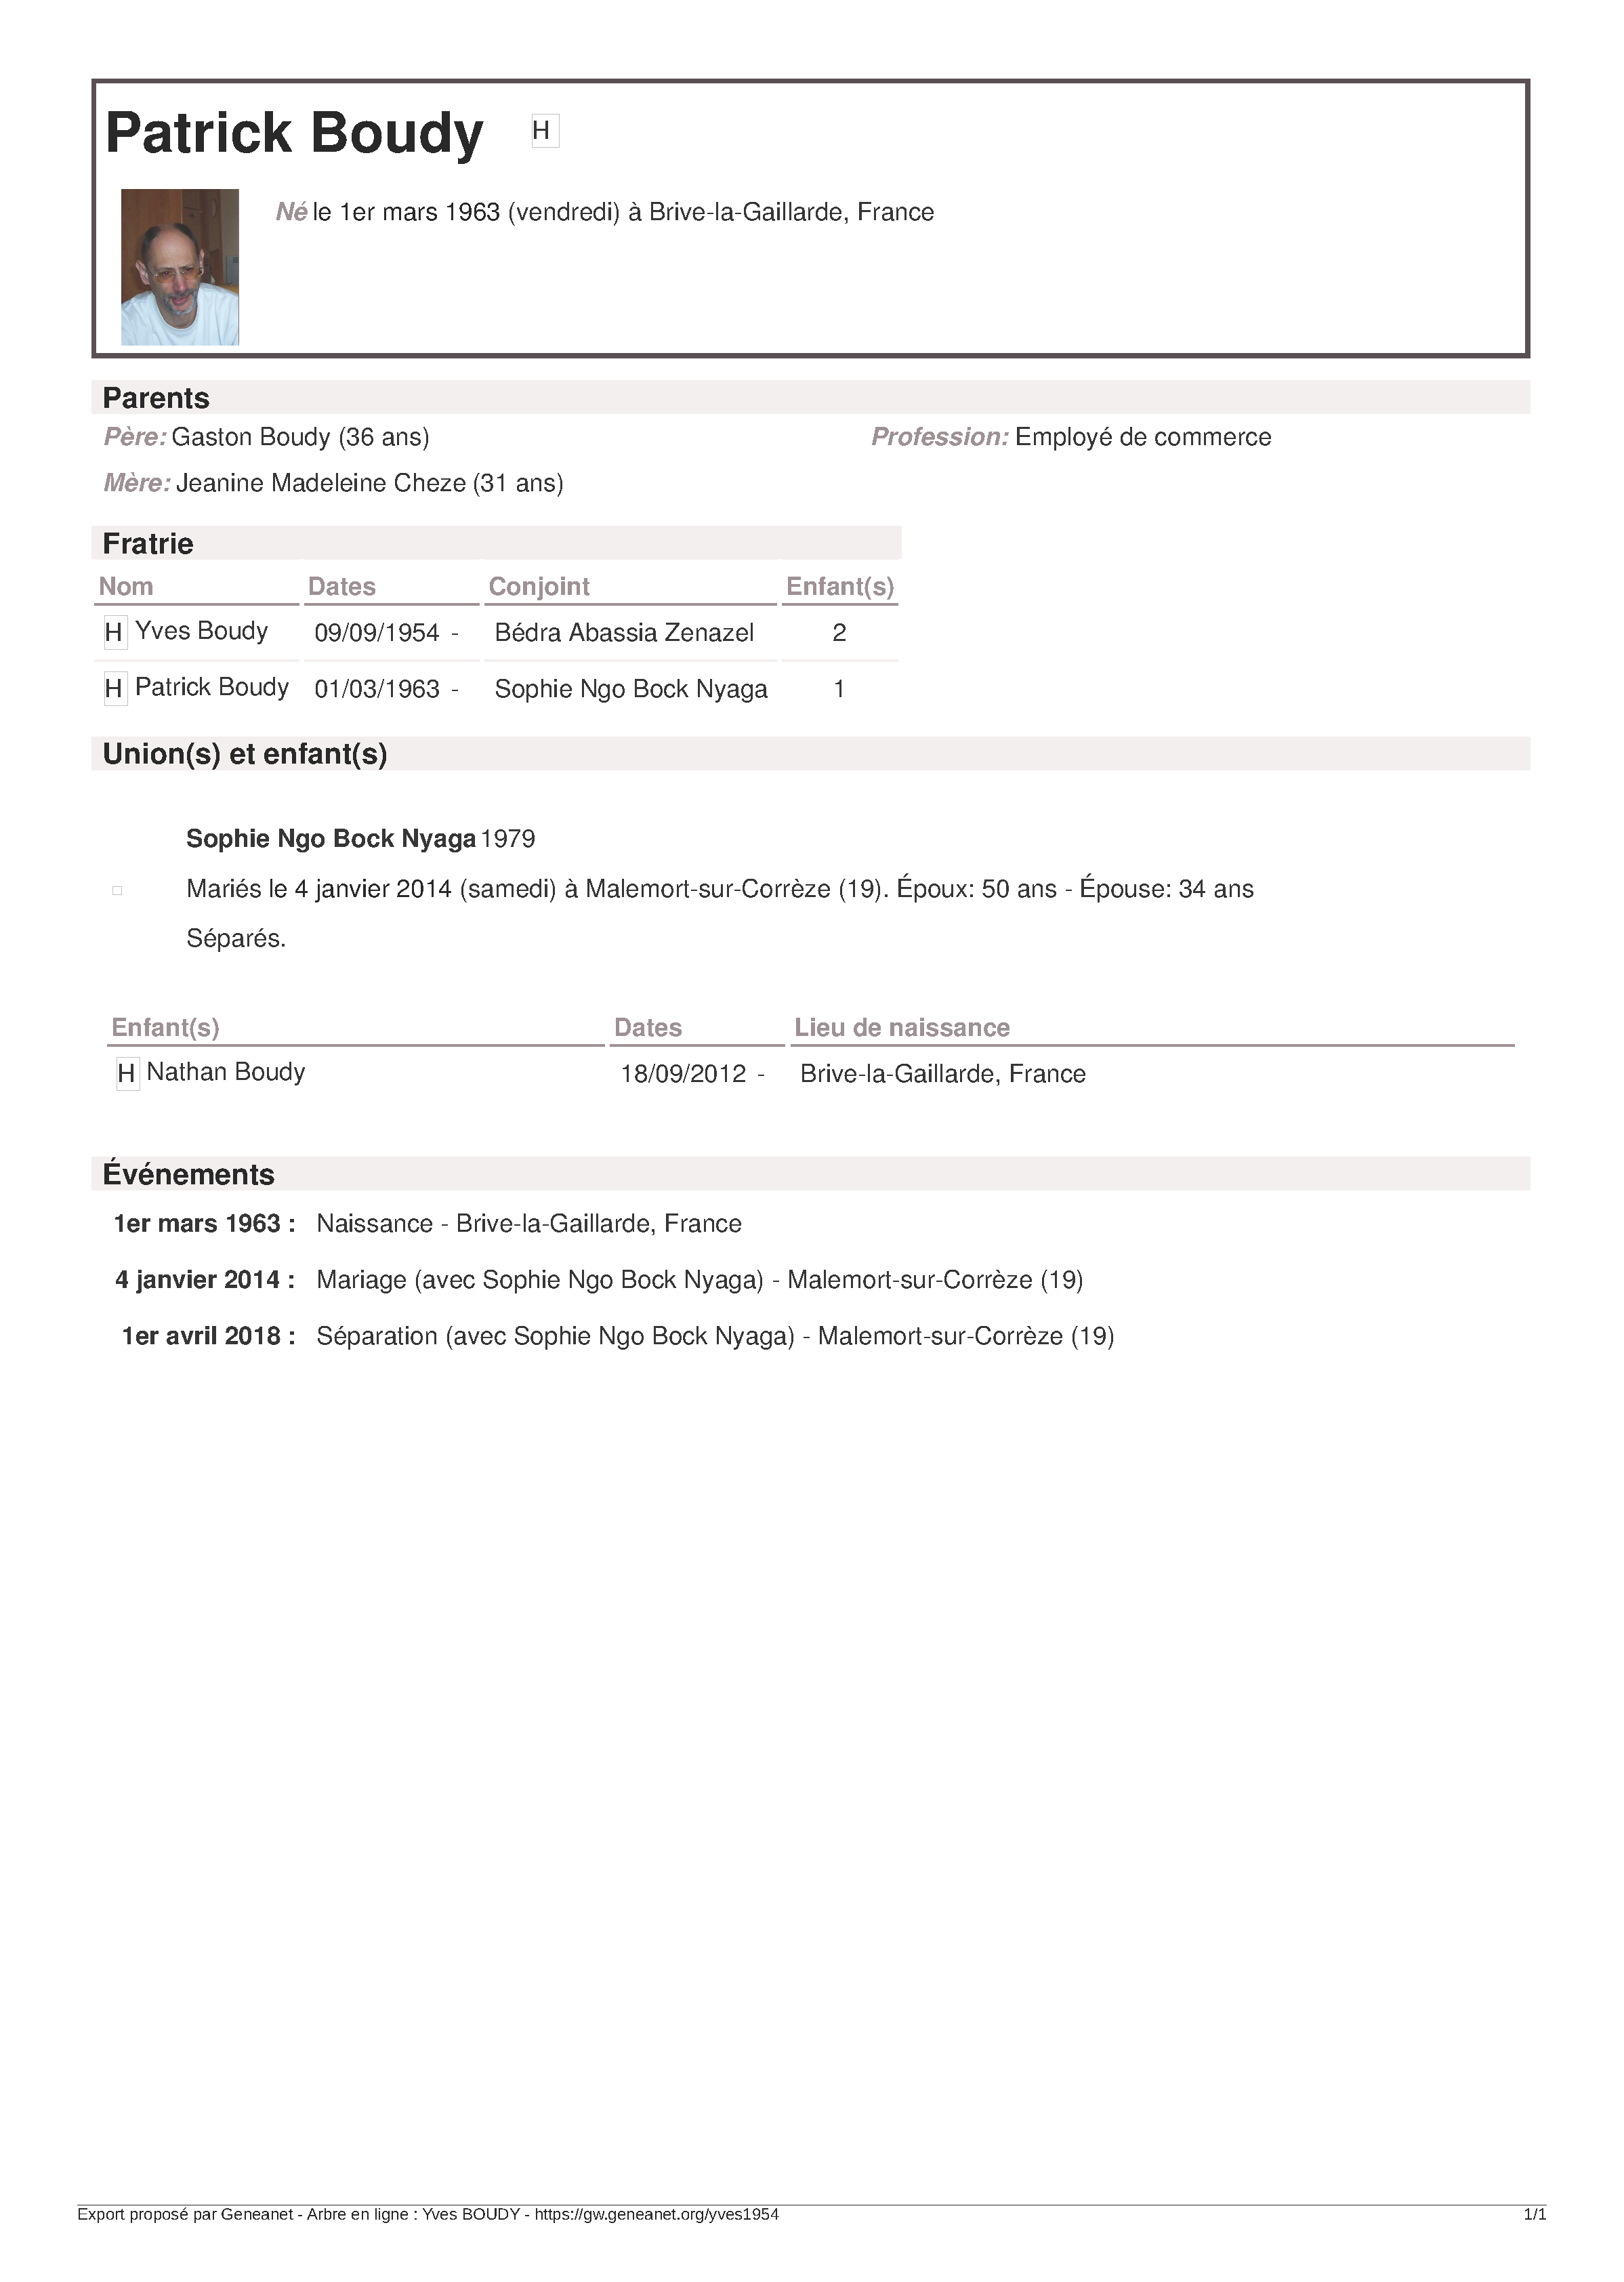 Patrick Boudy H
Né le 1er mars 1963 (vendredi) à Brive-la-Gaillarde, France
Parents
Père: Gaston Boudy (36 ans) Profession: Employé de commerce
Mère: Jeanine Madeleine Cheze (31 ans)
Fratrie
Nom Dates Conjoint Enfant(s)
H Yves Boudy 09/09/1954 - Bédra Abassia Zenazel 2
H Patrick Boudy 01/03/1963 - Sophie Ngo Bock Nyaga 1
Union(s) et enfant(s)
Sophie Ngo Bock Nyaga 1979
Mariés le 4 janvier 2014 (samedi) à Malemort-sur-Corrèze (19). Époux: 50 ans - Épouse: 34 ans
Séparés.
Enfant(s) Dates Lieu de naissance
H Nathan Boudy 18/09/2012 - Brive-la-Gaillarde, France
Événements
1er mars 1963 : Naissance - Brive-la-Gaillarde, France
4 janvier 2014 : Mariage (avec Sophie Ngo Bock Nyaga) - Malemort-sur-Corrèze (19)
1er avril 2018 : Séparation (avec Sophie Ngo Bock Nyaga) - Malemort-sur-Corrèze (19)
Export proposé par Geneanet - Arbre en ligne : Yves BOUDY - https://gw.geneanet.org/yves1954 1/1